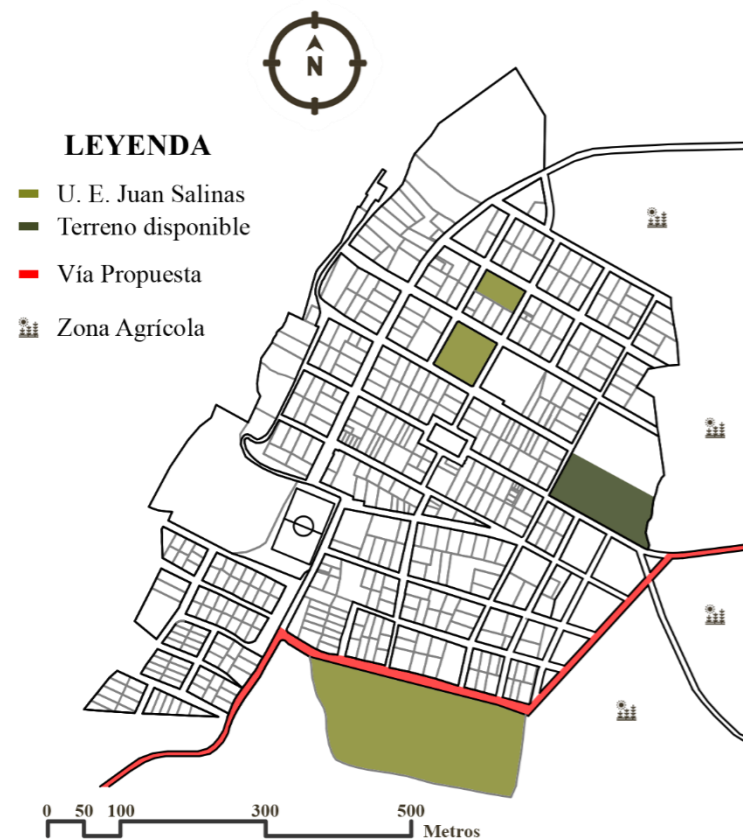 N
LEYENDA
U. E. Juan Salinas
Terreno disponible
Vía Propuesta
Zona Agrícola
0 50 100 300 500
Metros